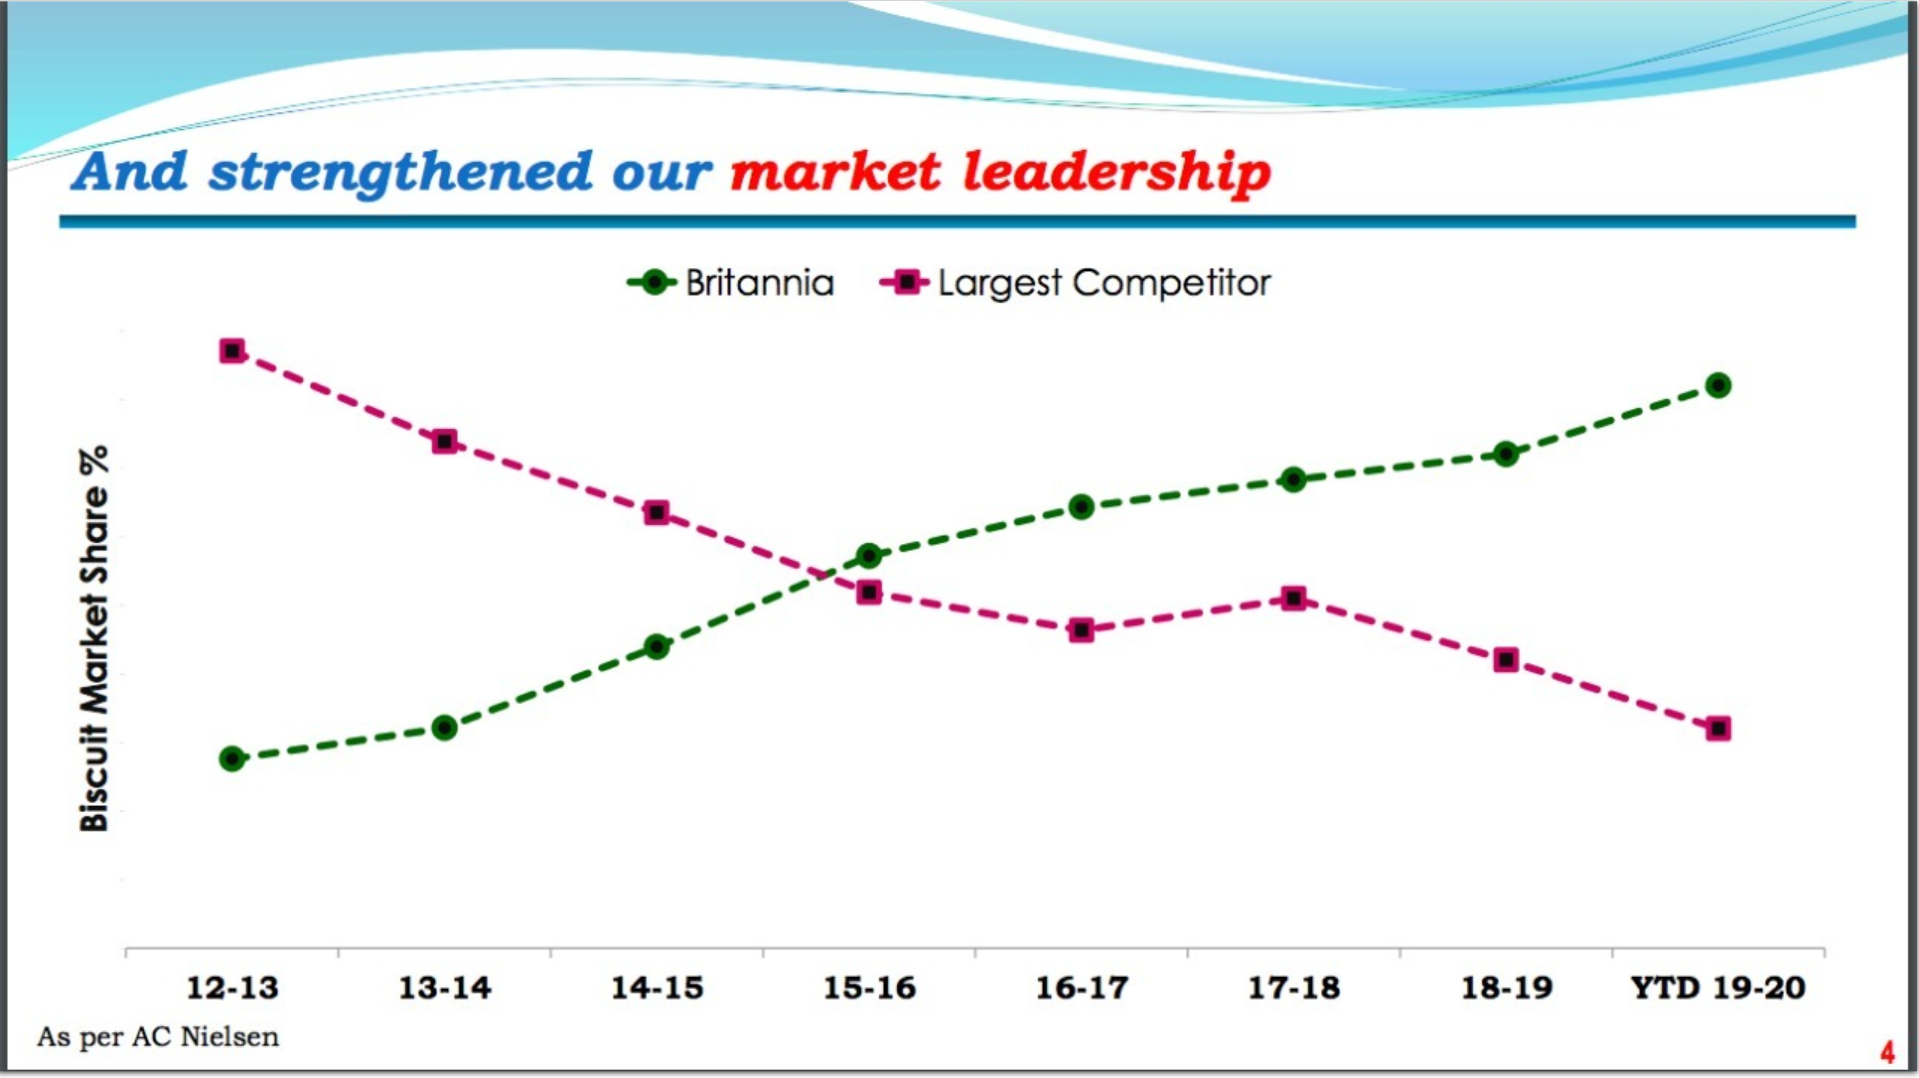 And strengthened our market leadership
Britannia
Largest Competitor
Biscuit Market Share %
12-13
13-14
14-15
15-16
16-17
17-18
18-19
YTD 19-20
As per AC Nielsen
4